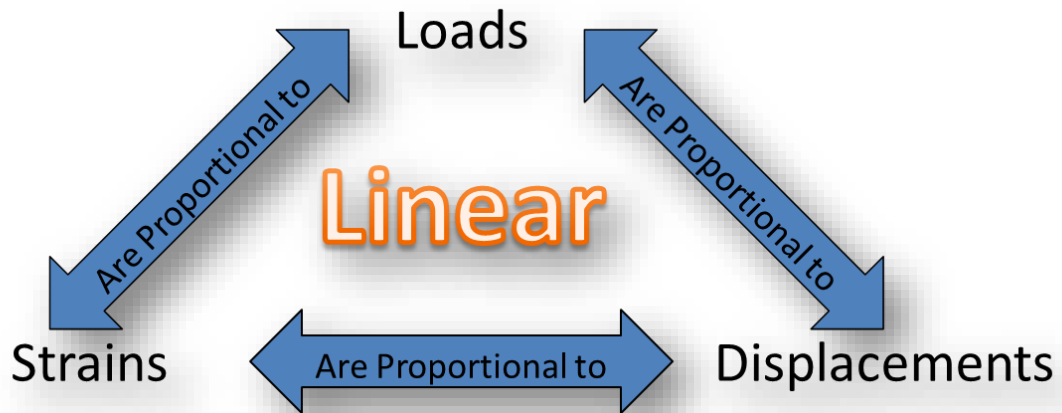 Loads
Are Proportional to
Are Proportional to
Linear
Strains
Are Proportional to
Displacements